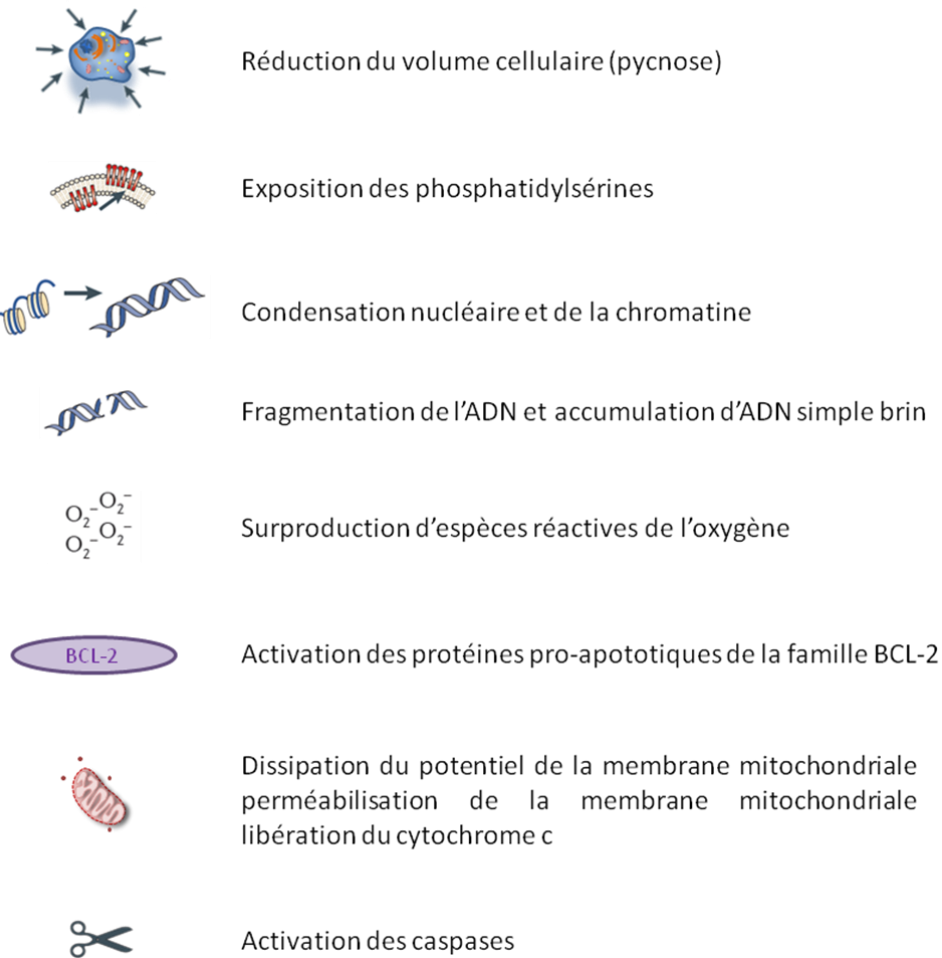 Réduction du volume cellulaire (pycnose)
Exposition des phosphatidylsérines
Condensation nucléaire et de la chromatine
Fragmentation de l’ADN et accumulation d’ADN simple brin
O₂⁻ O₂⁻
O₂⁻ O₂⁻
Surproduction d’espèces réactives de l’oxygène
BCL-2
Activation des protéines pro-apototiques de la famille BCL-2
Dissipation du potentiel de la membrane mitochondriale
perméabilisation de la membrane mitochondriale
libération du cytochrome c
Activation des caspases